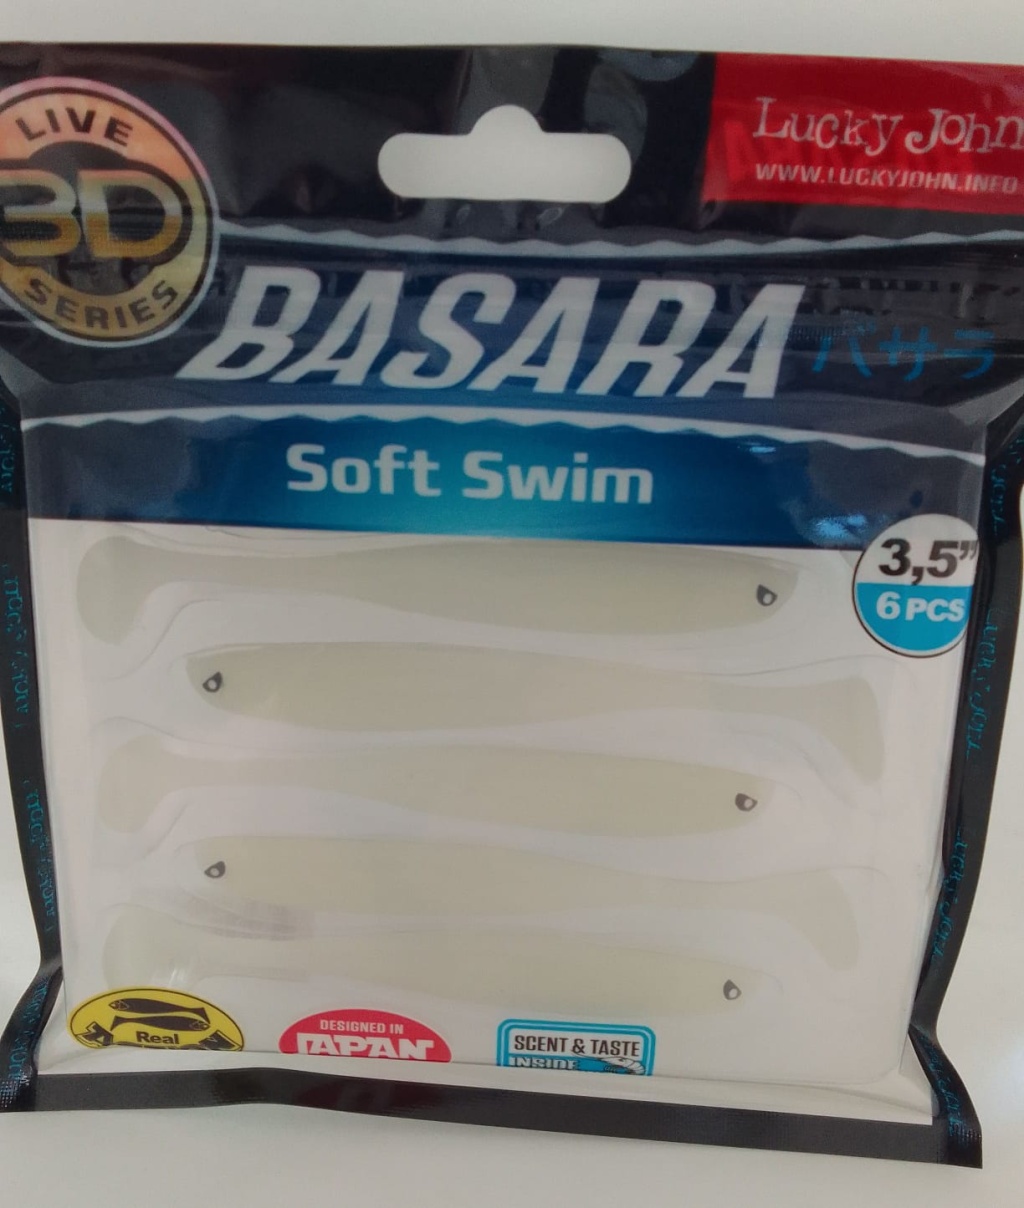 LIVE
3D
SERIES
Lucky John
WWW.LUCKYJOHN.INFO
BASARA バサラ
Soft Swim
3,5”
6 PCS
Real
DESIGNED IN
JAPAN
SCENT & TASTE
INSIDE